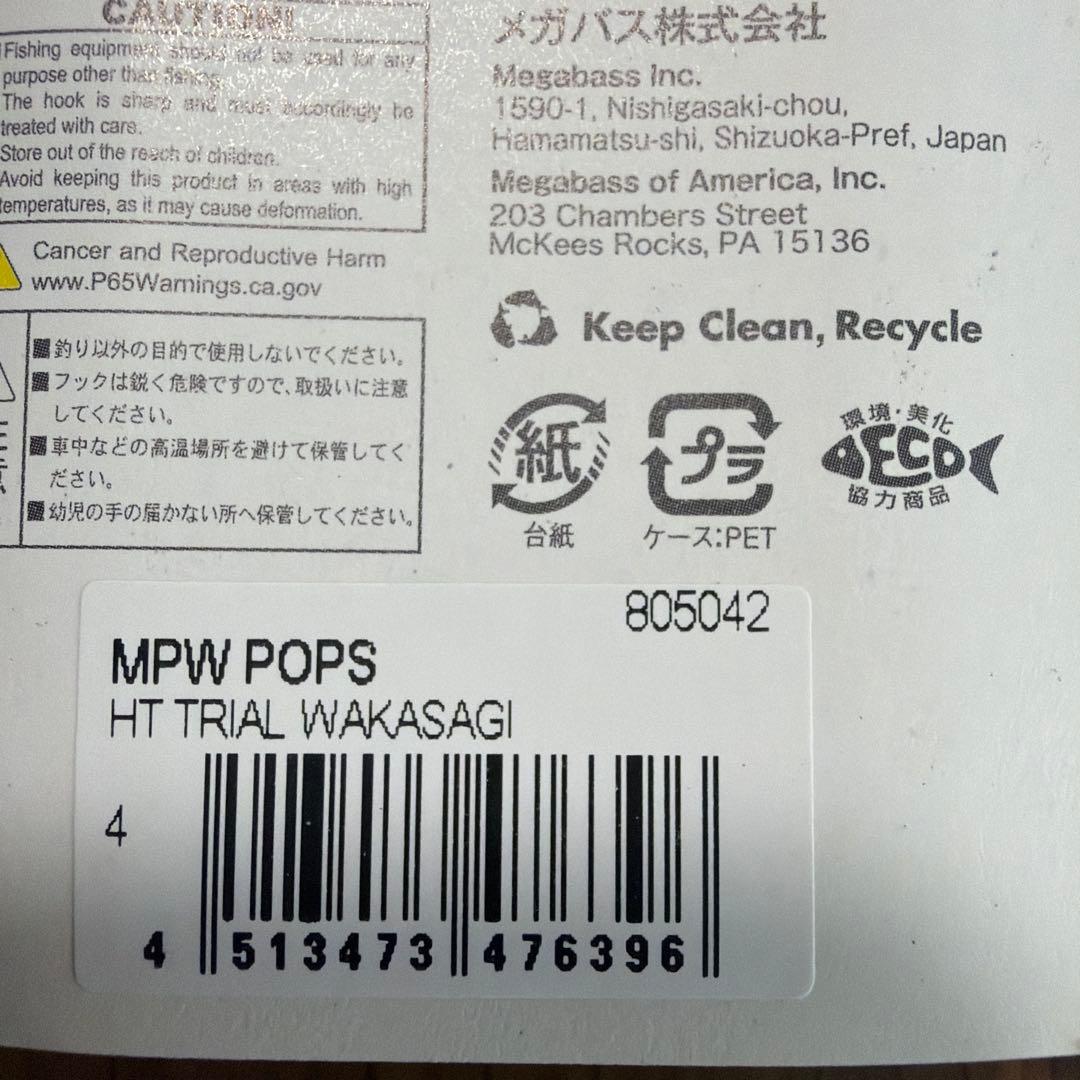 CAUTION!
Fishing equipment should not be used for any
purpose other than fishing.
The hook is sharp and must accordingly be
treated with care.
Store out of the reach of children.
Avoid keeping this product in areas with high
temperatures, as it may cause deformation.
Cancer and Reproductive Harm
www.P65Warnings.ca.gov
■釣り以外の目的で使用しないでください。
■フックは鋭く危険ですので、取扱いに注意
してください。
■車中などの高温場所を避けて保管してく
ださい。
■幼児の手の届かない所へ保管してください。
メガバス株式会社
Megabass Inc.
1590-1, Nishigasaki-chou,
Hamamatsu-shi, Shizuoka-Pref, Japan
Megabass of America, Inc.
203 Chambers Street
McKees Rocks, PA 15136
Keep Clean, Recycle
紙
台紙
プラ
ケース:PET
環境・美化
ECO
協力商品
805042
MPW POPS
HT TRIAL WAKASAGI
4
4 513473 476396